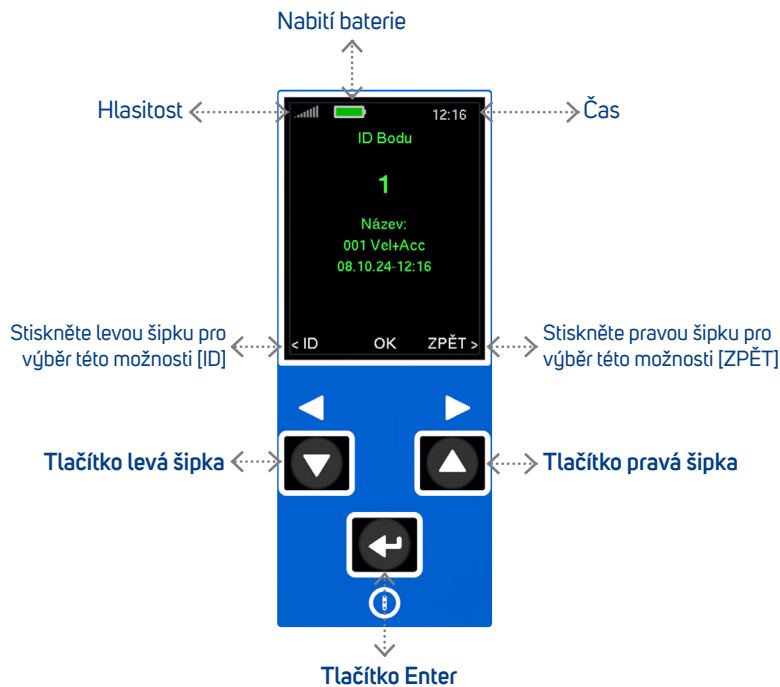 Nabití baterie
Hlasitost
Čas
12:16
ID Bodu
1
Název:
001 Vel+Acc
08.10.24-12:16
Stiskněte levou šipku pro
výběr této možnosti [ID]
< ID OK ZPĚT >
Stiskněte pravou šipku pro
výběr této možnosti [ZPĚT]
Tlačítko levá šipka
Tlačítko pravá šipka
Tlačítko Enter